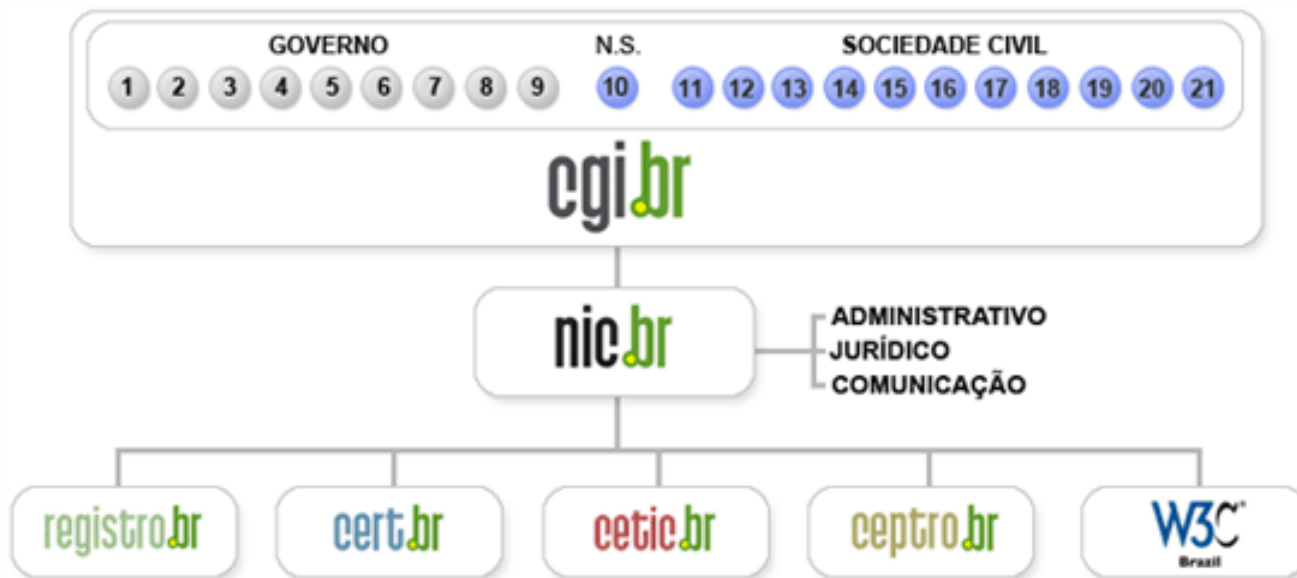 GOVERNO N.S. SOCIEDADE CIVIL
1 2 3 4 5 6 7 8 9 10 11 12 13 14 15 16 17 18 19 20 21
cgi.br
nic.br
ADMINISTRATIVO
JURÍDICO
COMUNICAÇÃO
registro.br cert.br cetic.br ceptro.br W3C
Brazil